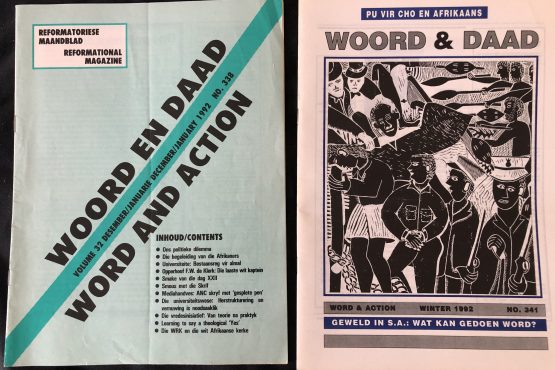 REFORMATORIESE
MAANDBLAD
REFORMATIONAL
MAGAZINE
WOORD EN DAAD
VOLUME 32 DESEMBER/JANUARIE DECEMBER/JANUARY 1992 NO. 338
WORD AND ACTION
INHOUD/CONTENTS
Ons politieke dilemma
Die begeleiding van die Afrikaners
Universiteite: Bestaansreg vir almal
Opperhoof F.W. de Klerk: Die laaste wit kaptein
Smake van die dag XXII
Smous met die Skrif
Mediahandves: ANC skryf met 'gesplete pen'
Die universiteitswese: Herstrukturering en
vernuwing is noodsaaklik
Die vredesinisiatief: Van teorie na praktyk
Learning to say a theological 'Yes'
Die WRK en die wit Afrikaanse kerke
PU VIR CHO EN AFRIKAANS
WOORD & DAAD
WORD & ACTION WINTER 1992 NO. 341
GEWELD IN S.A.: WAT KAN GEDOEN WORD?